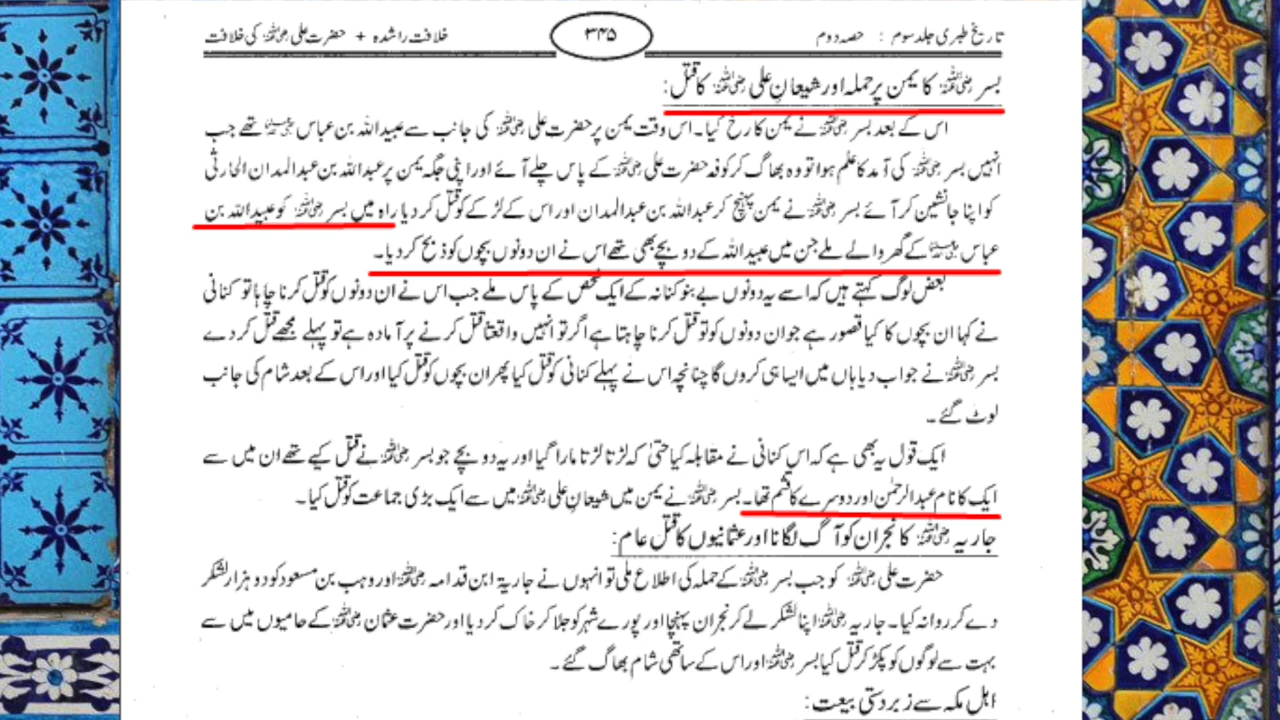 تاریخ طبری جلد سوم : حصہ دوم ۳۴۵ خلافت راشدہ + حضرت علی رضی اللہ عنہ کی خلافت
بسر رضی اللہ عنہ کا یمن پر حملہ اور شیعانِ علی رضی اللہ عنہ کا قتل:
اس کے بعد بسر رضی اللہ عنہ نے یمن کا رخ کیا۔ اس وقت یمن پر حضرت علی رضی اللہ عنہ کی جانب سے عبید اللہ بن عباس تھے جب
انہیں بسر رضی اللہ عنہ کی آمد کا علم ہوا تو وہ بھاگ کر کوفہ حضرت علی رضی اللہ عنہ کے پاس چلے آئے اور اپنی جگہ یمن پر عبد اللہ بن عبد المدان الحارثی
کو اپنا جانشین کر آئے بسر رضی اللہ عنہ نے یمن پہنچ کر عبد اللہ بن عبد المدان اور اس کے لڑکے کو قتل کر دیا راہ میں بسر رضی اللہ عنہ کو عبید اللہ بن
عباس کے گھر والے ملے جن میں عبید اللہ کے دو بچے بھی تھے اس نے ان دونوں بچوں کو ذبح کر دیا۔
بعض لوگ کہتے ہیں کہ اسے یہ دونوں بے بنو کنانہ کے ایک شخص کے پاس ملے جب اس نے ان دونوں کو قتل کرنا چاہا تو کنانی
نے کہا ان بچوں کا کیا قصور ہے جو ان دونوں کو تو قتل کرنا چاہتا ہے اگر تو انہیں واقعتاً قتل کرنے پر آمادہ ہے تو پہلے مجھے قتل کر دے
بسر رضی اللہ عنہ نے جواب دیا ہاں میں ایسا ہی کروں گا چنانچہ اس نے پہلے کنانی کو قتل کیا پھر ان بچوں کو قتل کیا اور اس کے بعد شام کی جانب
لوٹ گئے۔
ایک قول یہ بھی ہے کہ اس کنانی نے مقابلہ کیا حتیٰ کہ لڑتا لڑتا مارا گیا اور یہ دو بچے جو بسر رضی اللہ عنہ نے قتل کیے تھے ان میں سے
ایک کا نام عبد الرحمٰن اور دوسرے کا قثم تھا۔ بسر رضی اللہ عنہ نے یمن میں شیعانِ علی رضی اللہ عنہ میں سے ایک بڑی جماعت کو قتل کیا۔
جاریہ رضی اللہ عنہ کا نجران کو آگ لگانا اور عثمانیوں کا قتل عام:
حضرت علی رضی اللہ عنہ کو جب بسر رضی اللہ عنہ کے حملہ کی اطلاع ملی تو انہوں نے جاریۃ ابن قدامہ رضی اللہ عنہ اور وہب بن مسعود کو دو ہزار لشکر
دے کر روانہ کیا۔ جاریہ رضی اللہ عنہ اپنا لشکر لے کر نجران پہنچا اور پورے شہر کو جلا کر خاک کر دیا اور حضرت عثمان رضی اللہ عنہ کے حامیوں میں سے
بہت سے لوگوں کو پکڑ کر قتل کیا بسر رضی اللہ عنہ اور اس کے ساتھی شام بھاگ گئے۔
اہل مکہ سے زبردستی بیعت: